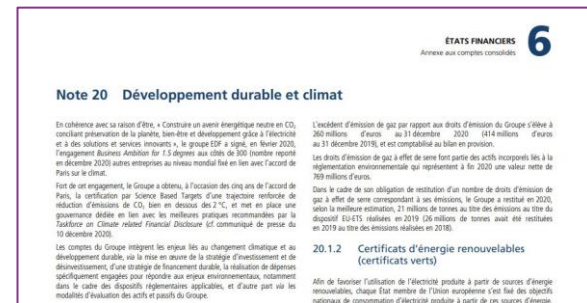 ÉTATS FINANCIERS
Annexe aux comptes consolidés
6
Note 20 Développement durable et climat
En cohérence avec sa raison d'être, « Construire un avenir énergétique neutre en CO₂
conciliant préservation de la planète, bien-être et développement grâce à l'électricité
et à des solutions et services innovants », le groupe EDF a signé, en février 2020,
l'engagement Business Ambition for 1.5 degrees aux côtés de 300 (nombre reporté
en décembre 2020) autres entreprises au niveau mondial fixé en lien avec l'accord de
Paris sur le climat.
Fort de cet engagement, le Groupe a obtenu, à l'occasion des cinq ans de l'accord de
Paris, la certification par Science Based Targets d'une trajectoire renforcée de
réduction d'émissions de CO₂ bien en dessous des 2 °C, et met en place une
gouvernance dédiée en lien avec les meilleures pratiques recommandées par la
Taskforce on Climate related Financial Disclosure (cf. communiqué de presse du
10 décembre 2020).
Les comptes du Groupe intègrent les enjeux liés au changement climatique et au
développement durable, via la mise en œuvre de la stratégie d'investissement et de
désinvestissement, d'une stratégie de financement durable, la réalisation de dépenses
spécifiquement engagées pour répondre aux enjeux environnementaux, notamment
dans le cadre des dispositifs réglementaires applicables, et d'autre part via les
modalités d'évaluation des actifs et passifs du Groupe.
L'excédent d'émission de gaz par rapport aux droits d'émission du Groupe s'élève à
260 millions d'euros au 31 décembre 2020 (414 millions d'euros
au 31 décembre 2019), et est comptabilisé au bilan en provision.
Les droits d'émission de gaz à effet de serre font partie des actifs incorporels liés à la
réglementation environnementale qui représentent à fin 2020 une valeur nette de
769 millions d'euros.
Dans le cadre de son obligation de restitution d'un nombre de droits d'émission de
gaz à effet de serre correspondant à ses émissions, le Groupe a restitué en 2020,
selon la meilleure estimation, 21 millions de tonnes au titre des émissions au titre du
dispositif EU-ETS réalisées en 2019 (26 millions de tonnes avait été restituées
en 2019 au titre des émissions réalisées en 2018).
20.1.2 Certificats d'énergie renouvelables
(certificats verts)
Afin de favoriser l'utilisation de l'électricité produite à partir de sources d'énergie
renouvelables, chaque État membre de l'Union européenne s'est fixé des objectifs
nationaux de consommation d'électricité produite à partir de ces sources d'énergie.